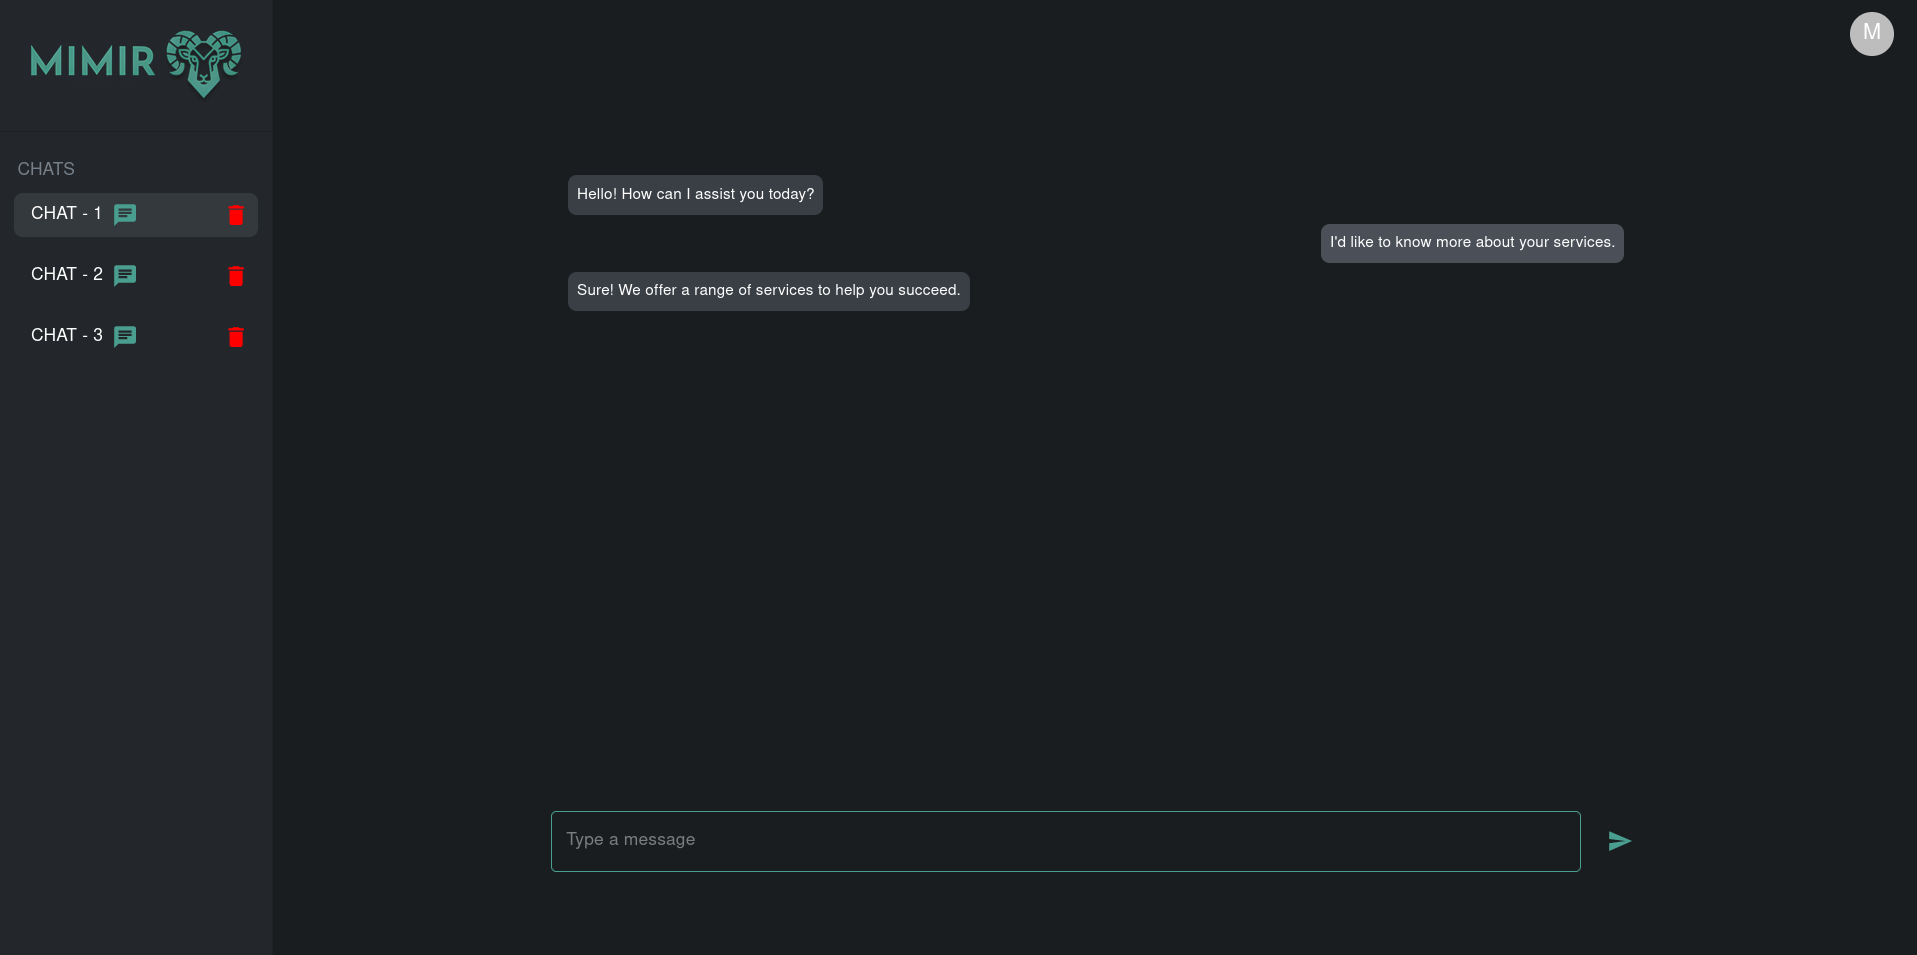 MIMIR
M
CHATS
CHAT - 1
CHAT - 2
CHAT - 3
Hello! How can I assist you today?
I'd like to know more about your services.
Sure! We offer a range of services to help you succeed.
Type a message